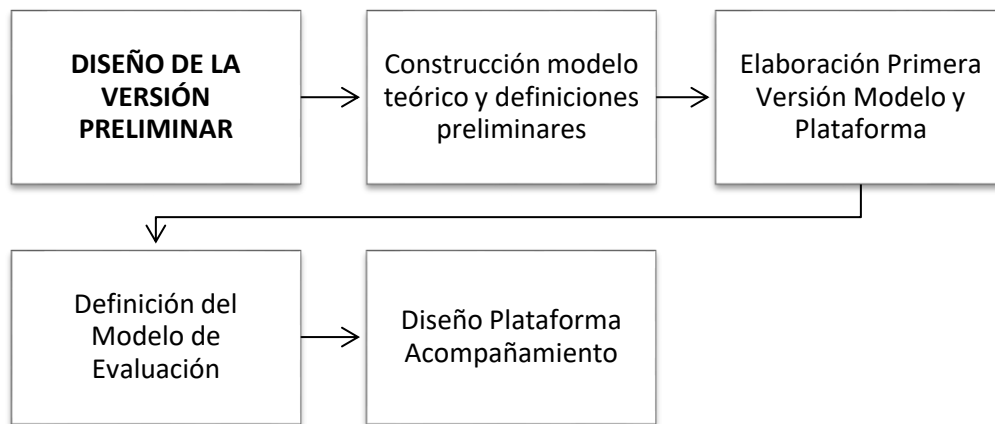 DISEÑO DE LA
VERSIÓN
PRELIMINAR
Construcción modelo
teórico y definiciones
preliminares
Elaboración Primera
Versión Modelo y
Plataforma
Definición del
Modelo de
Evaluación
Diseño Plataforma
Acompañamiento